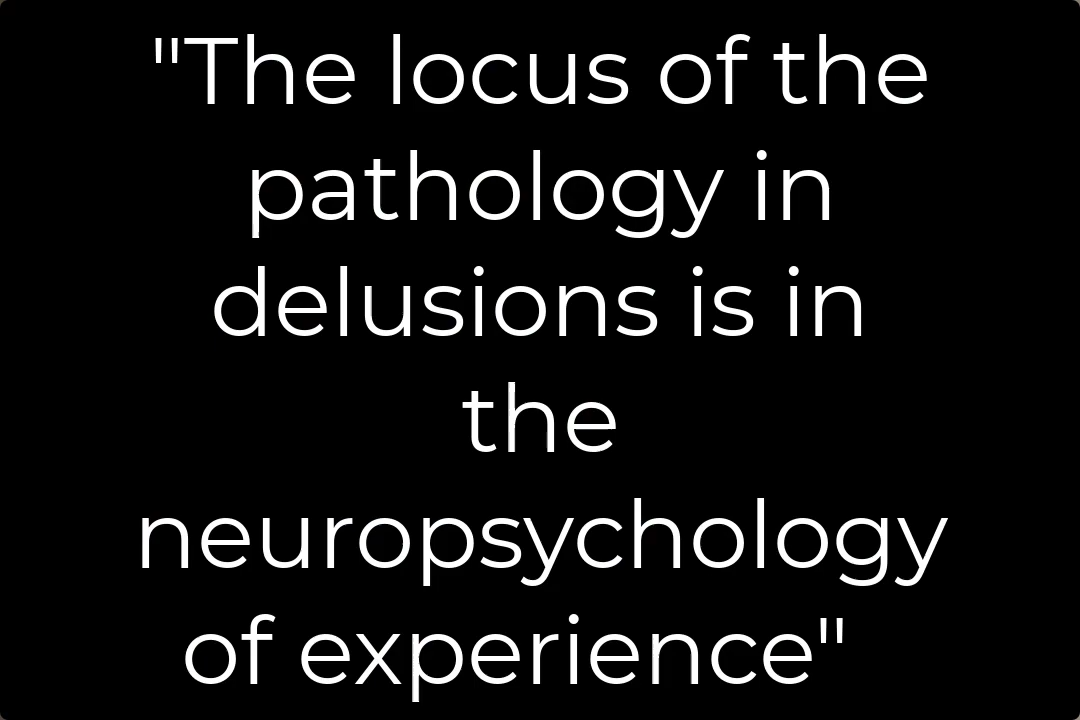 "The locus of the
pathology in
delusions is in
the
neuropsychology
of experience"